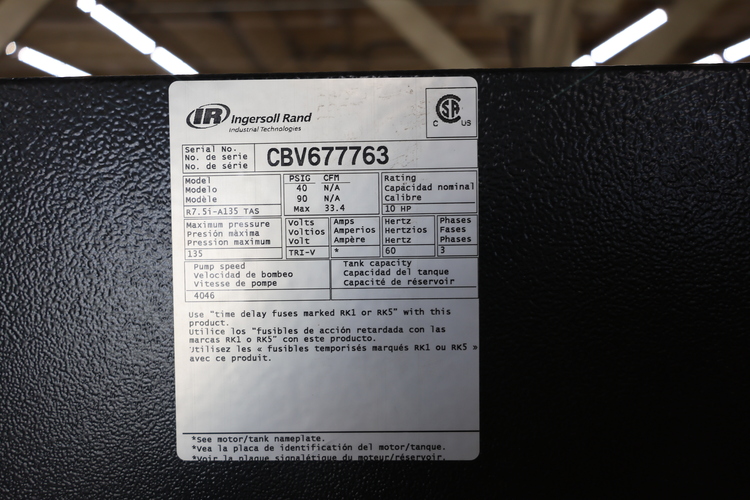 IR Ingersoll Rand
Industrial Technologies
CSA
C US
Serial No.
No. de serie
No. de série
CBV677763
Model
Modelo
Modèle
R7.5i-A135 TAS
PSIG CFM
40 N/A
90 N/A
Max 33.4
Rating
Capacidad nominal
Calibre
10 HP
Maximum pressure
Presión màxima
Pression maximum
135
Volts
Voltios
Volt
TRI-V
Amps
Amperios
Ampère
*
Hertz
Hertzios
Hertz
60
Phases
Fases
Phases
3
Pump speed
Velocidad de bombeo
Vitesse de pompe
4046
Tank capacity
Capacidad del tanque
Capacité de réservoir
Use "time delay fuses marked RK1 or RK5" with this
product.
Utilice los "fusibles de acción retardada con las
marcas RK1 o RK5" con este producto.
Utilisez les « fusibles temporisés marqués RK1 ou RK5 »
avec ce produit.
*See motor/tank nameplate.
*Vea la placa de identificación del motor/tanque.
*Voir la plaque signalétique du moteur/réservoir.